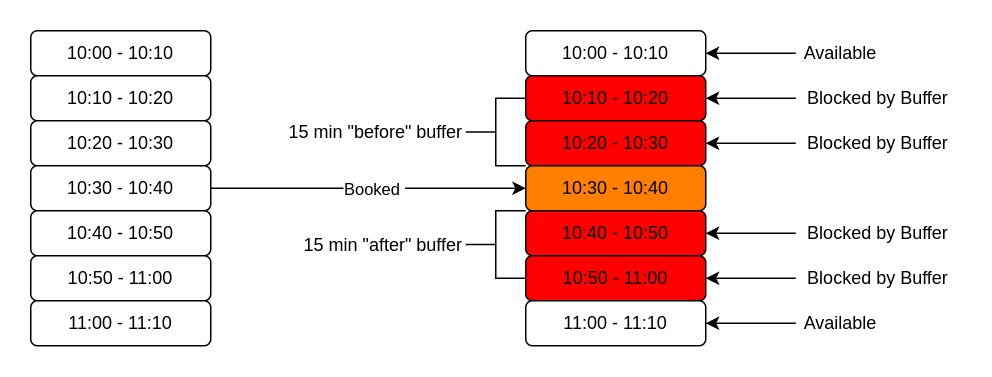 10:00 - 10:10
10:10 - 10:20
10:20 - 10:30
10:30 - 10:40
10:40 - 10:50
10:50 - 11:00
11:00 - 11:10
15 min "before" buffer
Booked
15 min "after" buffer
10:00 - 10:10
10:10 - 10:20
10:20 - 10:30
10:30 - 10:40
10:40 - 10:50
10:50 - 11:00
11:00 - 11:10
Available
Blocked by Buffer
Blocked by Buffer
Blocked by Buffer
Blocked by Buffer
Available